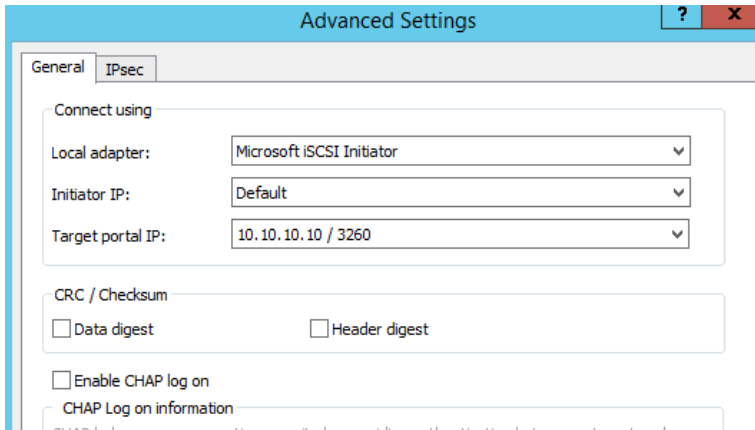 Advanced Settings
? x
General IPsec
Connect using
Local adapter: Microsoft iSCSI Initiator
Initiator IP: Default
Target portal IP: 10.10.10.10 / 3260
CRC / Checksum
Data digest Header digest
Enable CHAP log on
CHAP Log on information